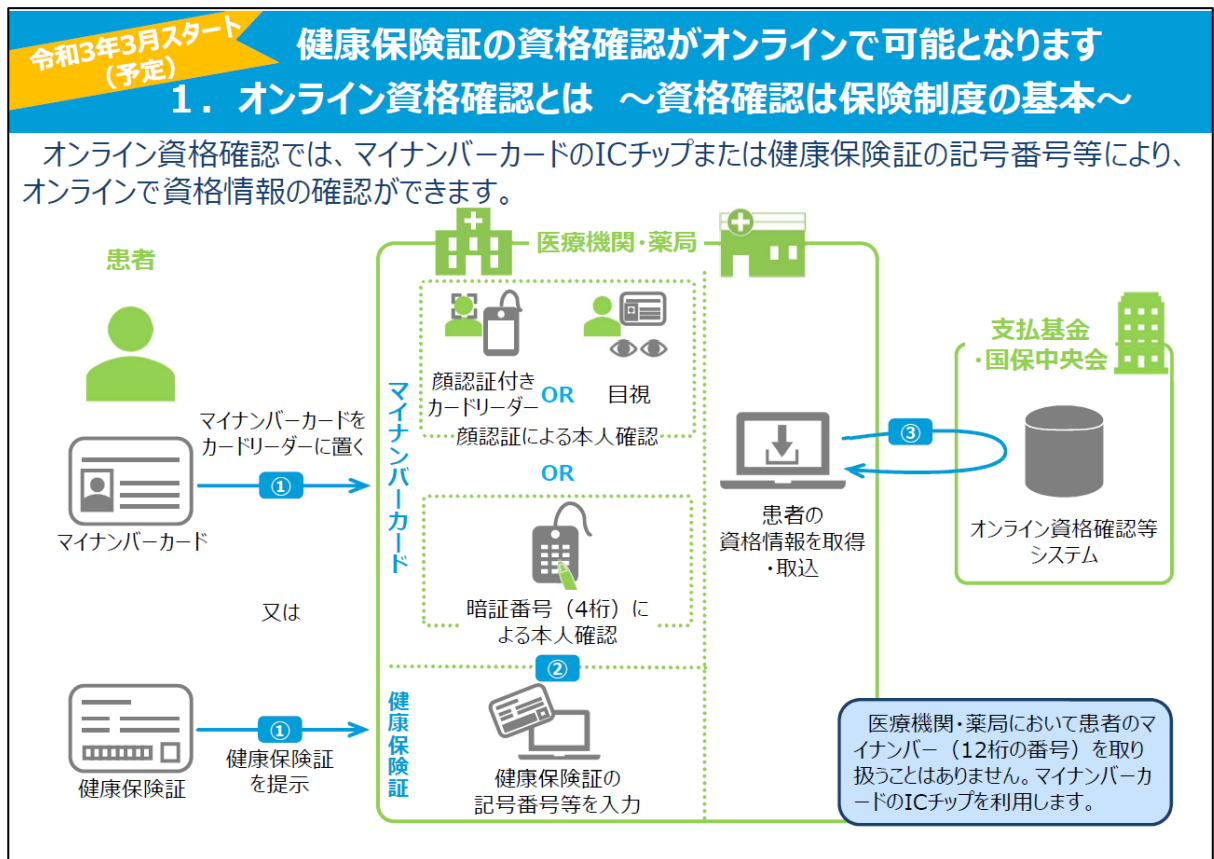 令和3年3月スタート
(予定)
健康保険証の資格確認がオンラインで可能となります
1．オンライン資格確認とは ～資格確認は保険制度の基本～
オンライン資格確認では、マイナンバーカードのICチップまたは健康保険証の記号番号等により、
オンラインで資格情報の確認ができます。
患者
マイナンバーカードを
カードリーダーに置く
①
マイナンバーカード
又は
①
健康保険証
を提示
健康保険証
医療機関・薬局
マイナンバーカード
顔認証付き
カードリーダー
OR
目視
顔認証による本人確認
OR
暗証番号（4桁）に
よる本人確認
②
健康保険証
健康保険証の
記号番号等を入力
患者の
資格情報を取得
・取込
③
支払基金
・国保中央会
オンライン資格確認等
システム
医療機関・薬局において患者のマ
イナンバー（12桁の番号）を取り
扱うことはありません。マイナンバーカ
ードのICチップを利用します。